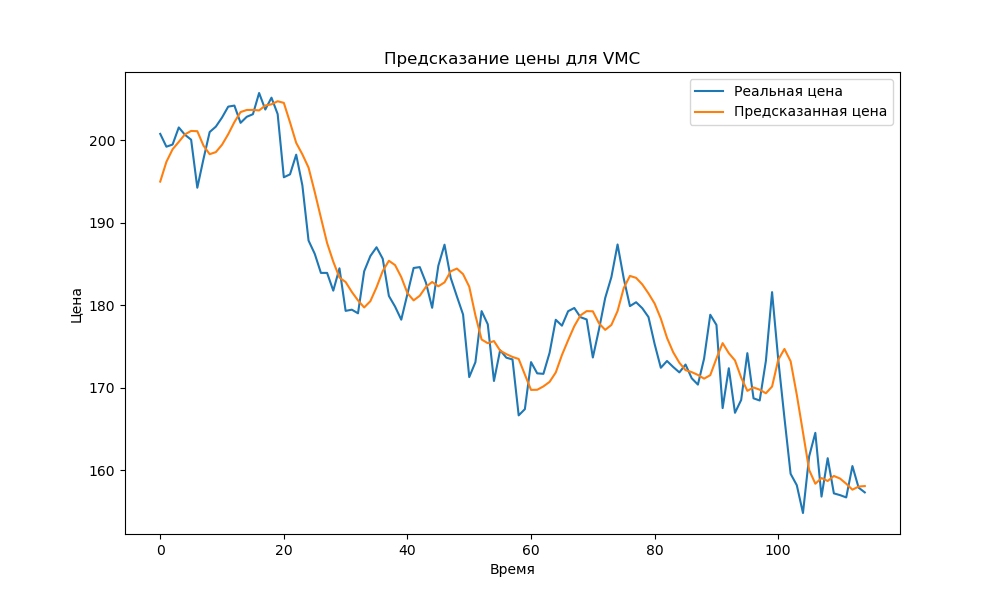 Предсказание цены для VMC
Реальная цена
Предсказанная цена
Цена
200
190
180
170
160
0 20 40 60 80 100
Время